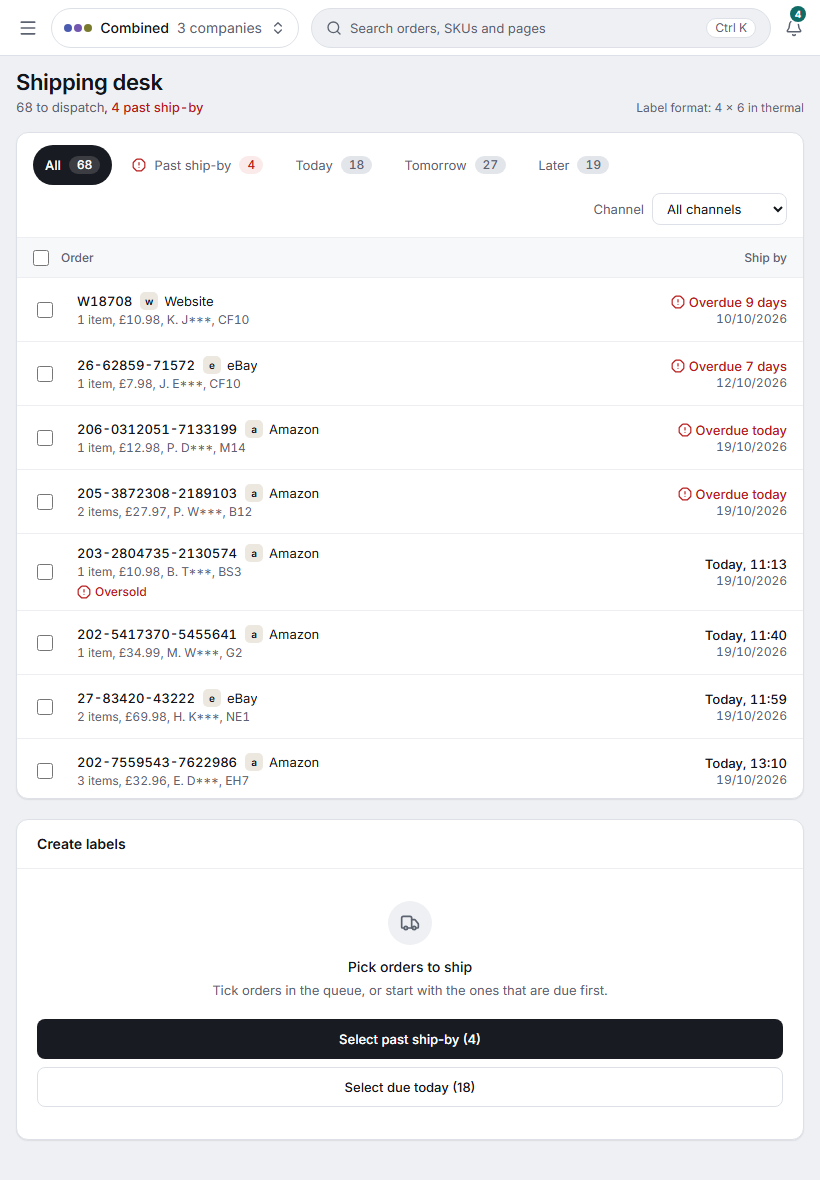 Combined 3 companies
Search orders, SKUs and pages
Ctrl K
4
Shipping desk
68 to dispatch, 4 past ship-by
Label format: 4 × 6 in thermal
All 68
Past ship-by 4
Today 18
Tomorrow 27
Later 19
Channel All channels
Order Ship by
W18708 w Website
1 item, £10.98, K. J***, CF10
Overdue 9 days
10/10/2026
26-62859-71572 e eBay
1 item, £7.98, J. E***, CF10
Overdue 7 days
12/10/2026
206-0312051-7133199 a Amazon
1 item, £12.98, P. D***, M14
Overdue today
19/10/2026
205-3872308-2189103 a Amazon
2 items, £27.97, P. W***, B12
Overdue today
19/10/2026
203-2804735-2130574 a Amazon
1 item, £10.98, B. T***, BS3
Oversold
Today, 11:13
19/10/2026
202-5417370-5455641 a Amazon
1 item, £34.99, M. W***, G2
Today, 11:40
19/10/2026
27-83420-43222 e eBay
2 items, £69.98, H. K***, NE1
Today, 11:59
19/10/2026
202-7559543-7622986 a Amazon
3 items, £32.96, E. D***, EH7
Today, 13:10
19/10/2026
Create labels
Pick orders to ship
Tick orders in the queue, or start with the ones that are due first.
Select past ship-by (4)
Select due today (18)